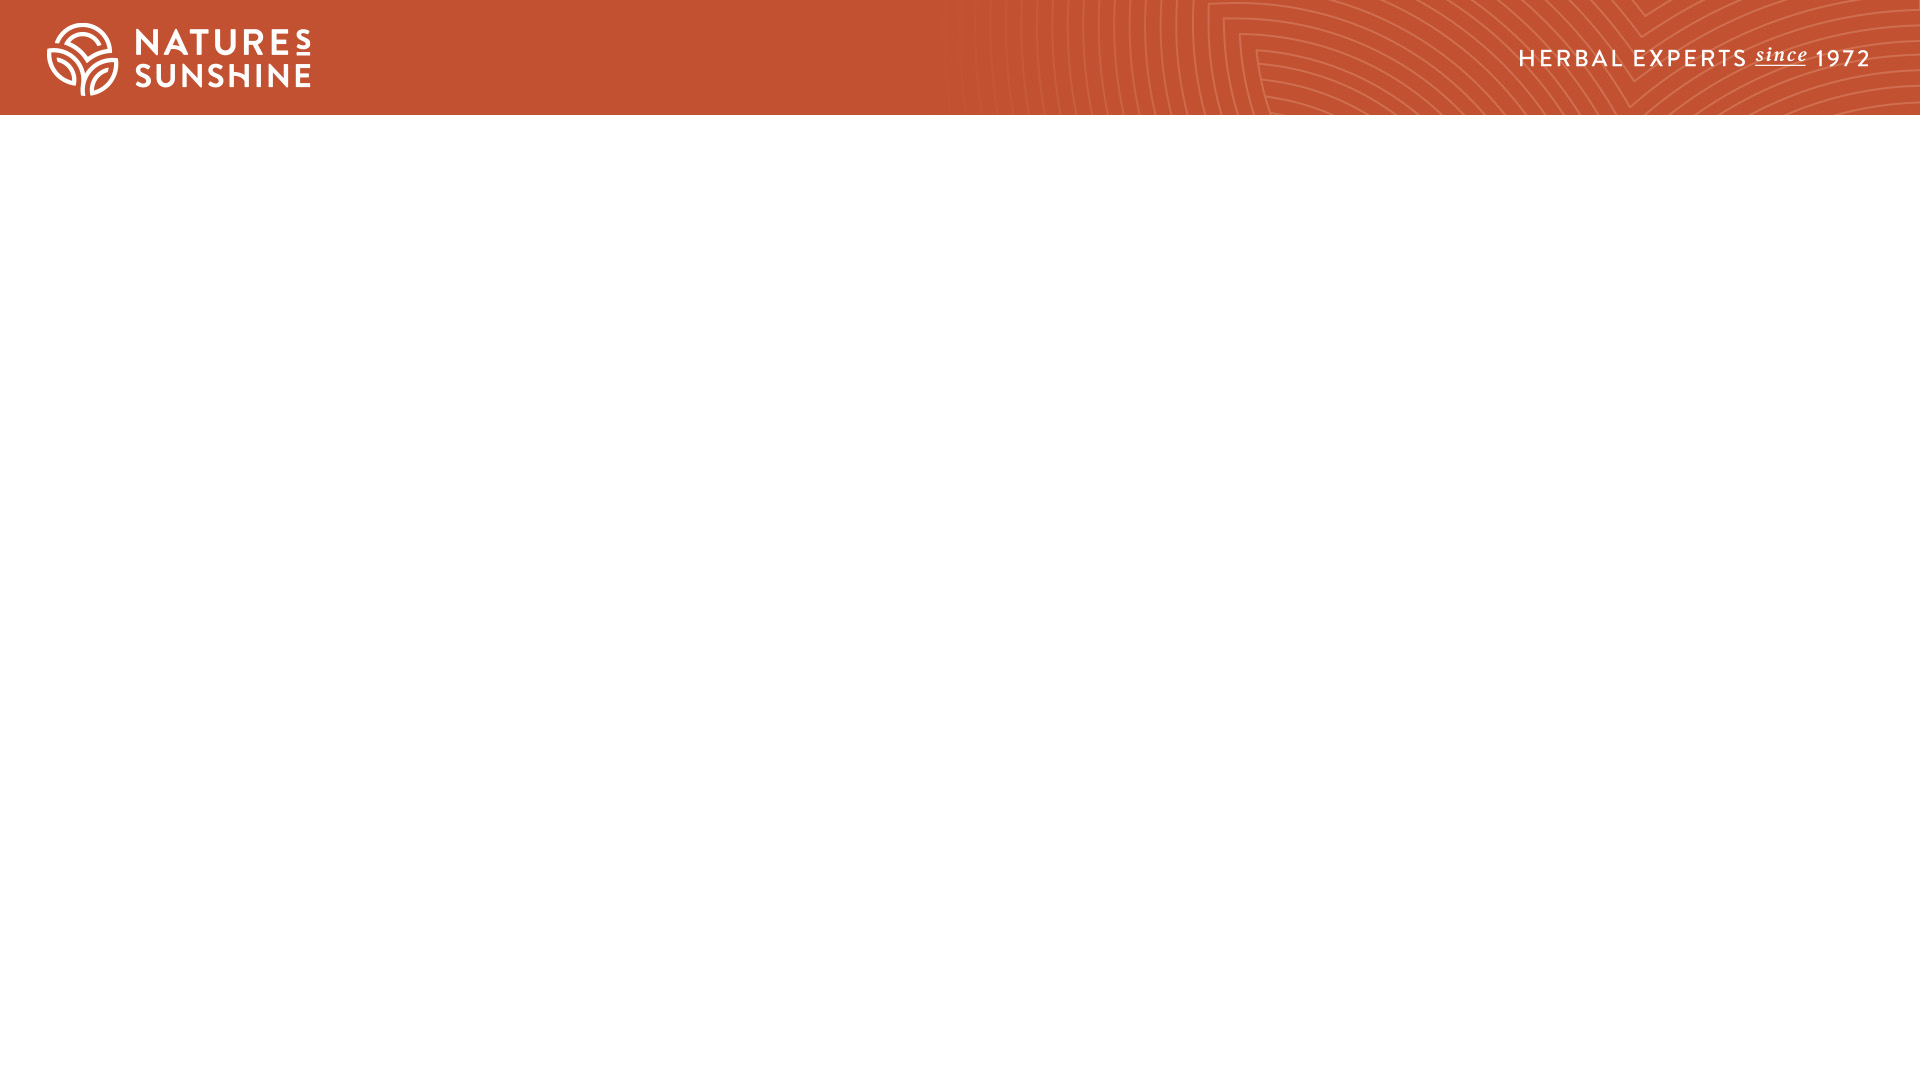 NATURES
SUNSHINE
HERBAL EXPERTS since 1972